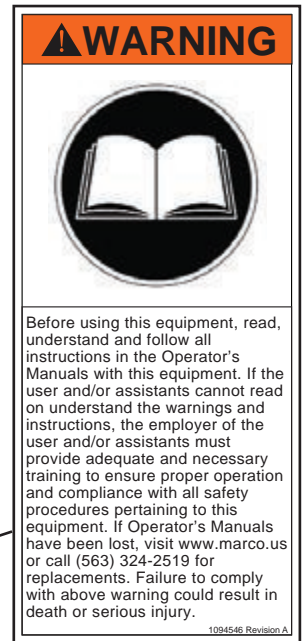 WARNING
Before using this equipment, read,
understand and follow all
instructions in the Operator's
Manuals with this equipment. If the
user and/or assistants cannot read
on understand the warnings and
instructions, the employer of the
user and/or assistants must
provide adequate and necessary
training to ensure proper operation
and compliance with all safety
procedures pertaining to this
equipment. If Operator's Manuals
have been lost, visit www.marco.us
or call (563) 324-2519 for
replacements. Failure to comply
with above warning could result in
death or serious injury.
1094546 Revision A